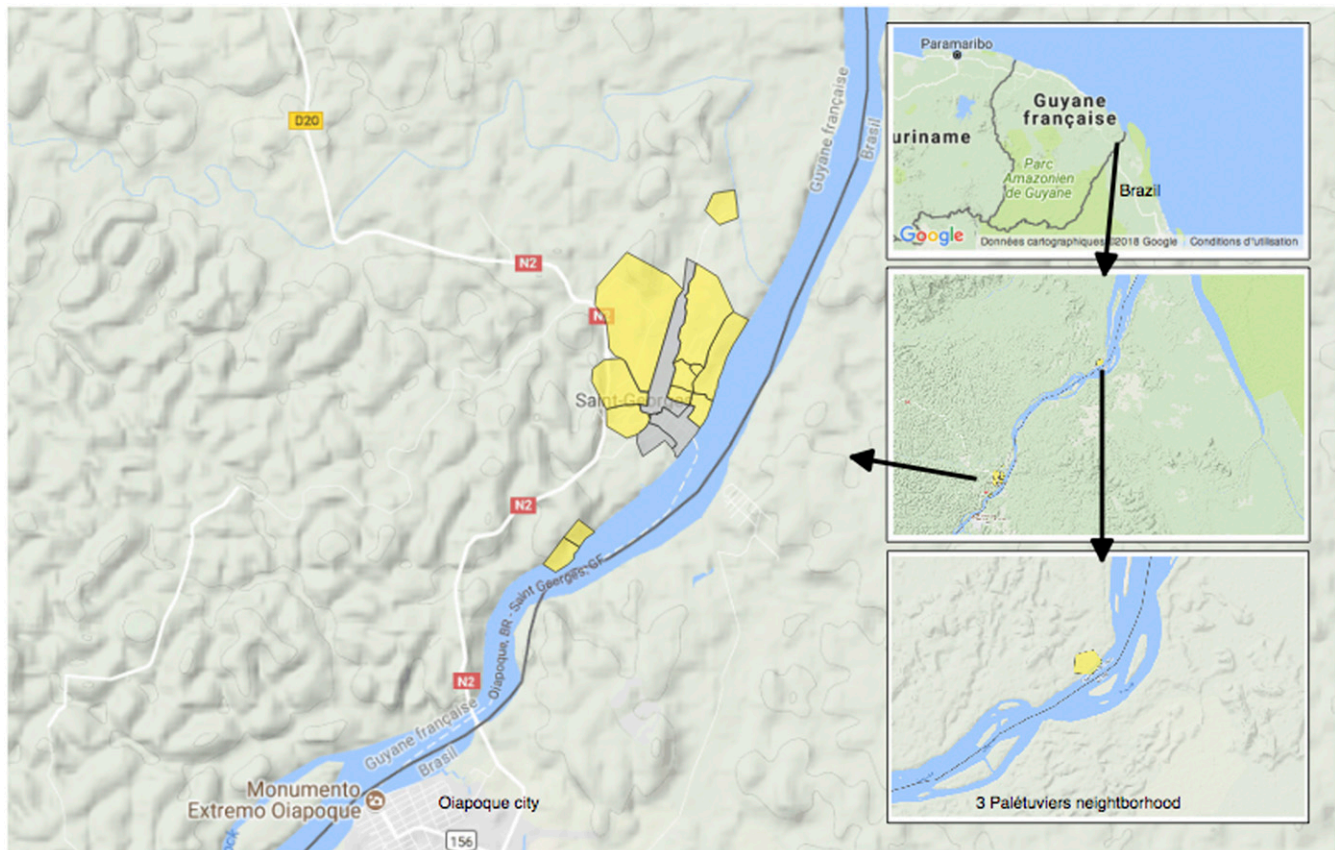 D20
N2
N2
N2
Saint-Georges
Guyane française
Brasil
Oiapoque, BR - Saint Georges, GF
Guyane française
Brasil
Monumento
Extremo Oiapoque
Oiapoque city
156
Paramaribo
Guyane
française
uriname
Parc
Amazonien
de Guyane
Brazil
Google
Données cartographiques ©2018 Google
Conditions d'utilisation
3 Palétuviers neightborhood